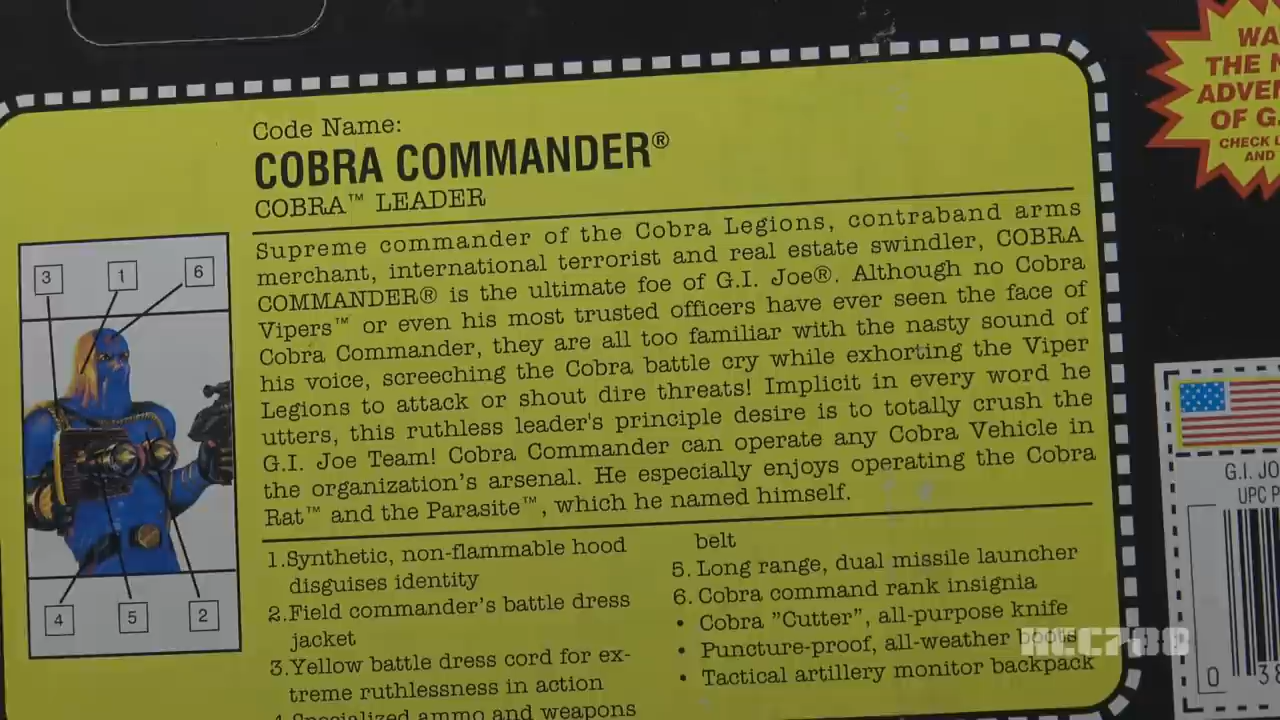 Code Name:
COBRA COMMANDER®
COBRA™ LEADER
Supreme commander of the Cobra Legions, contraband arms
merchant, international terrorist and real estate swindler, COBRA
COMMANDER® is the ultimate foe of G.I. Joe®. Although no Cobra
Vipers™ or even his most trusted officers have ever seen the face of
Cobra Commander, they are all too familiar with the nasty sound of
his voice, screeching the Cobra battle cry while exhorting the Viper
Legions to attack or shout dire threats! Implicit in every word he
utters, this ruthless leader's principle desire is to totally crush the
G.I. Joe Team! Cobra Commander can operate any Cobra Vehicle in
the organization's arsenal. He especially enjoys operating the Cobra
Rat™ and the Parasite™, which he named himself.
3 1 6
4 5 2
1.Synthetic, non-flammable hood
disguises identity
2.Field commander's battle dress
jacket
3.Yellow battle dress cord for ex-
treme ruthlessness in action
4.Specialized ammo and weapons
belt
5. Long range, dual missile launcher
6. Cobra command rank insignia
• Cobra "Cutter", all-purpose knife
• Puncture-proof, all-weather boots
• Tactical artillery monitor backpack
THE
OF G.
CHECK
AND
G.I. JO
UPC P
0 38
HCC788